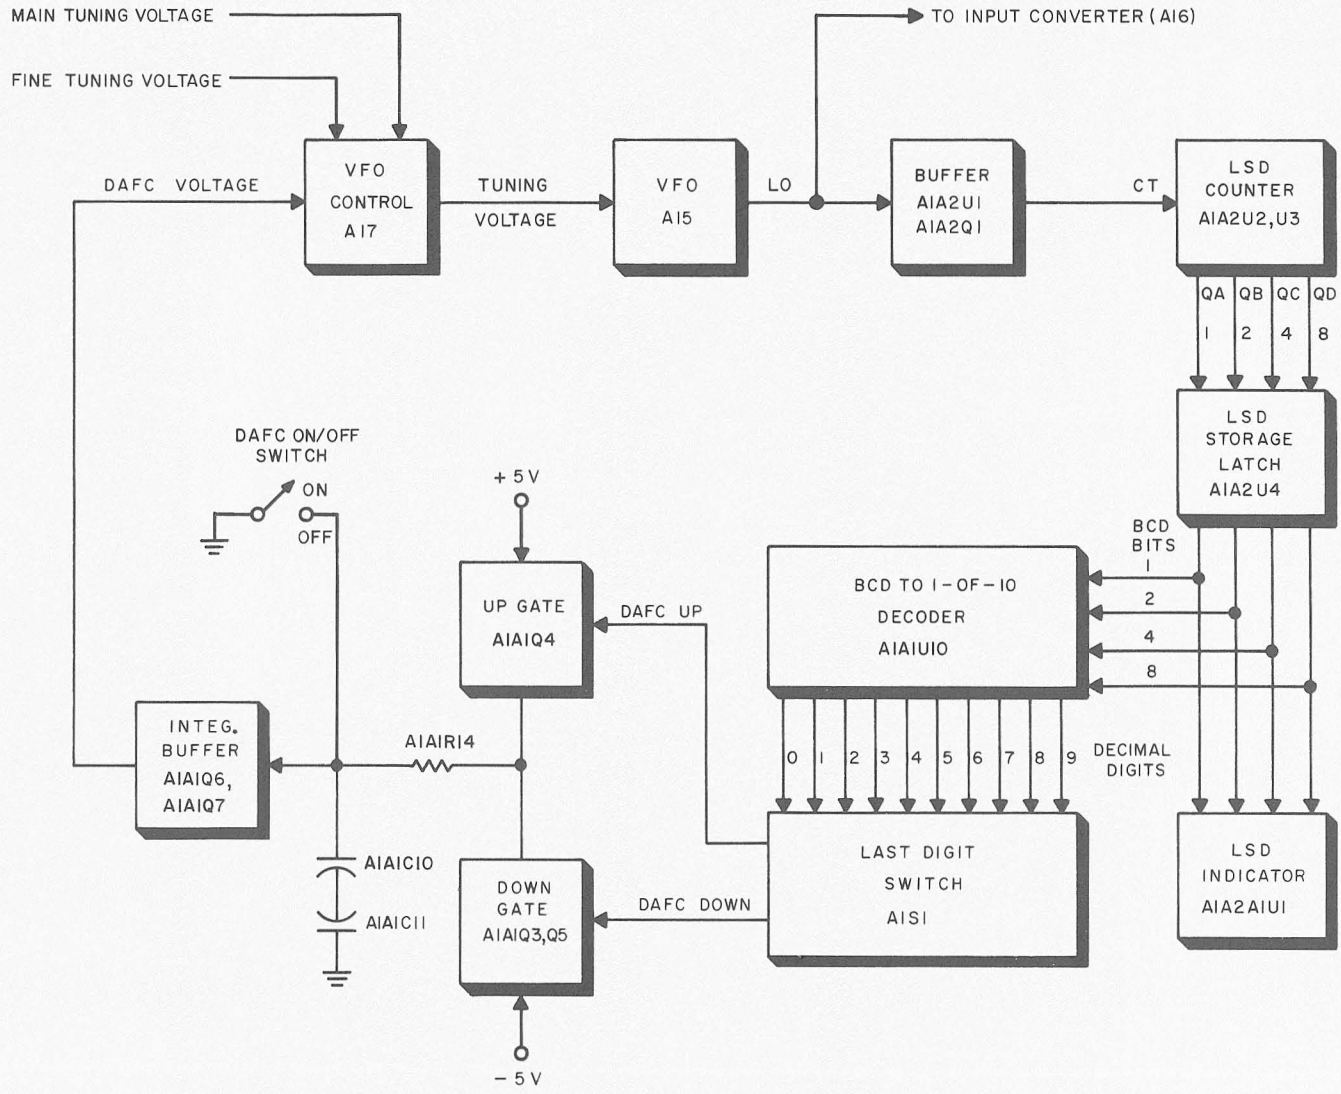 MAIN TUNING VOLTAGE
TO INPUT CONVERTER (A16)
FINE TUNING VOLTAGE
DAFC VOLTAGE
VFO
CONTROL
A17
TUNING
VOLTAGE
VFO
A15
LO
BUFFER
A1A2U1
A1A2Q1
CT
LSD
COUNTER
A1A2U2,U3
QA QB QC QD
1 2 4 8
LSD
STORAGE
LATCH
A1A2U4
DAFC ON/OFF
SWITCH
ON
OFF
+ 5 V
UP GATE
A1A1Q4
DAFC UP
BCD TO 1-OF-10
DECODER
A1A1U10
BCD
BITS
1
2
4
8
INTEG.
BUFFER
A1A1Q6,
A1A1Q7
A1A1R14
0 1 2 3 4 5 6 7 8 9
DECIMAL
DIGITS
A1A1C10
A1A1C11
DOWN
GATE
A1A1Q3,Q5
DAFC DOWN
LAST DIGIT
SWITCH
A1S1
LSD
INDICATOR
A1A2A1U1
- 5 V